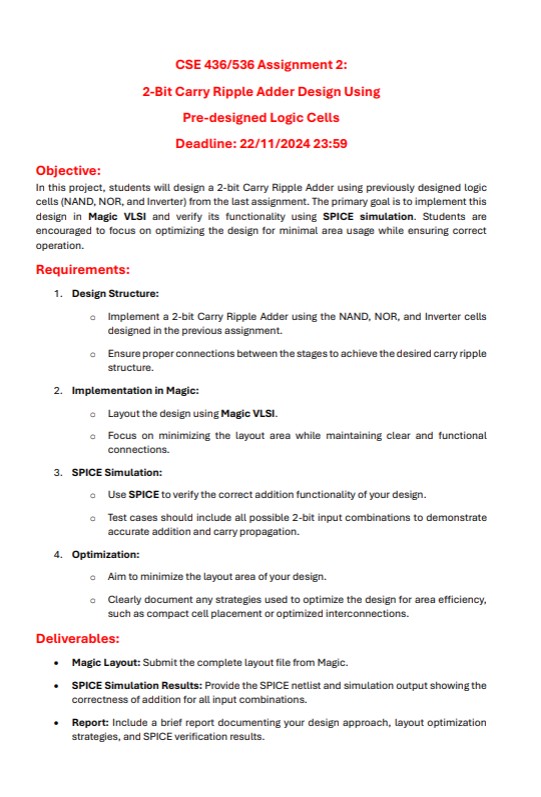 CSE 436/536 Assignment 2:
2-Bit Carry Ripple Adder Design Using
Pre-designed Logic Cells
Deadline: 22/11/2024 23:59
Objective:
In this project, students will design a 2-bit Carry Ripple Adder using previously designed logic
cells (NAND, NOR, and Inverter) from the last assignment. The primary goal is to implement this
design in Magic VLSI and verify its functionality using SPICE simulation. Students are
encouraged to focus on optimizing the design for minimal area usage while ensuring correct
operation.
Requirements:
1. Design Structure:
o Implement a 2-bit Carry Ripple Adder using the NAND, NOR, and Inverter cells
designed in the previous assignment.
o Ensure proper connections between the stages to achieve the desired carry ripple
structure.
2. Implementation in Magic:
o Layout the design using Magic VLSI.
o Focus on minimizing the layout area while maintaining clear and functional
connections.
3. SPICE Simulation:
o Use SPICE to verify the correct addition functionality of your design.
o Test cases should include all possible 2-bit input combinations to demonstrate
accurate addition and carry propagation.
4. Optimization:
o Aim to minimize the layout area of your design.
o Clearly document any strategies used to optimize the design for area efficiency,
such as compact cell placement or optimized interconnections.
Deliverables:
• Magic Layout: Submit the complete layout file from Magic.
• SPICE Simulation Results: Provide the SPICE netlist and simulation output showing the
correctness of addition for all input combinations.
• Report: Include a brief report documenting your design approach, layout optimization
strategies, and SPICE verification results.